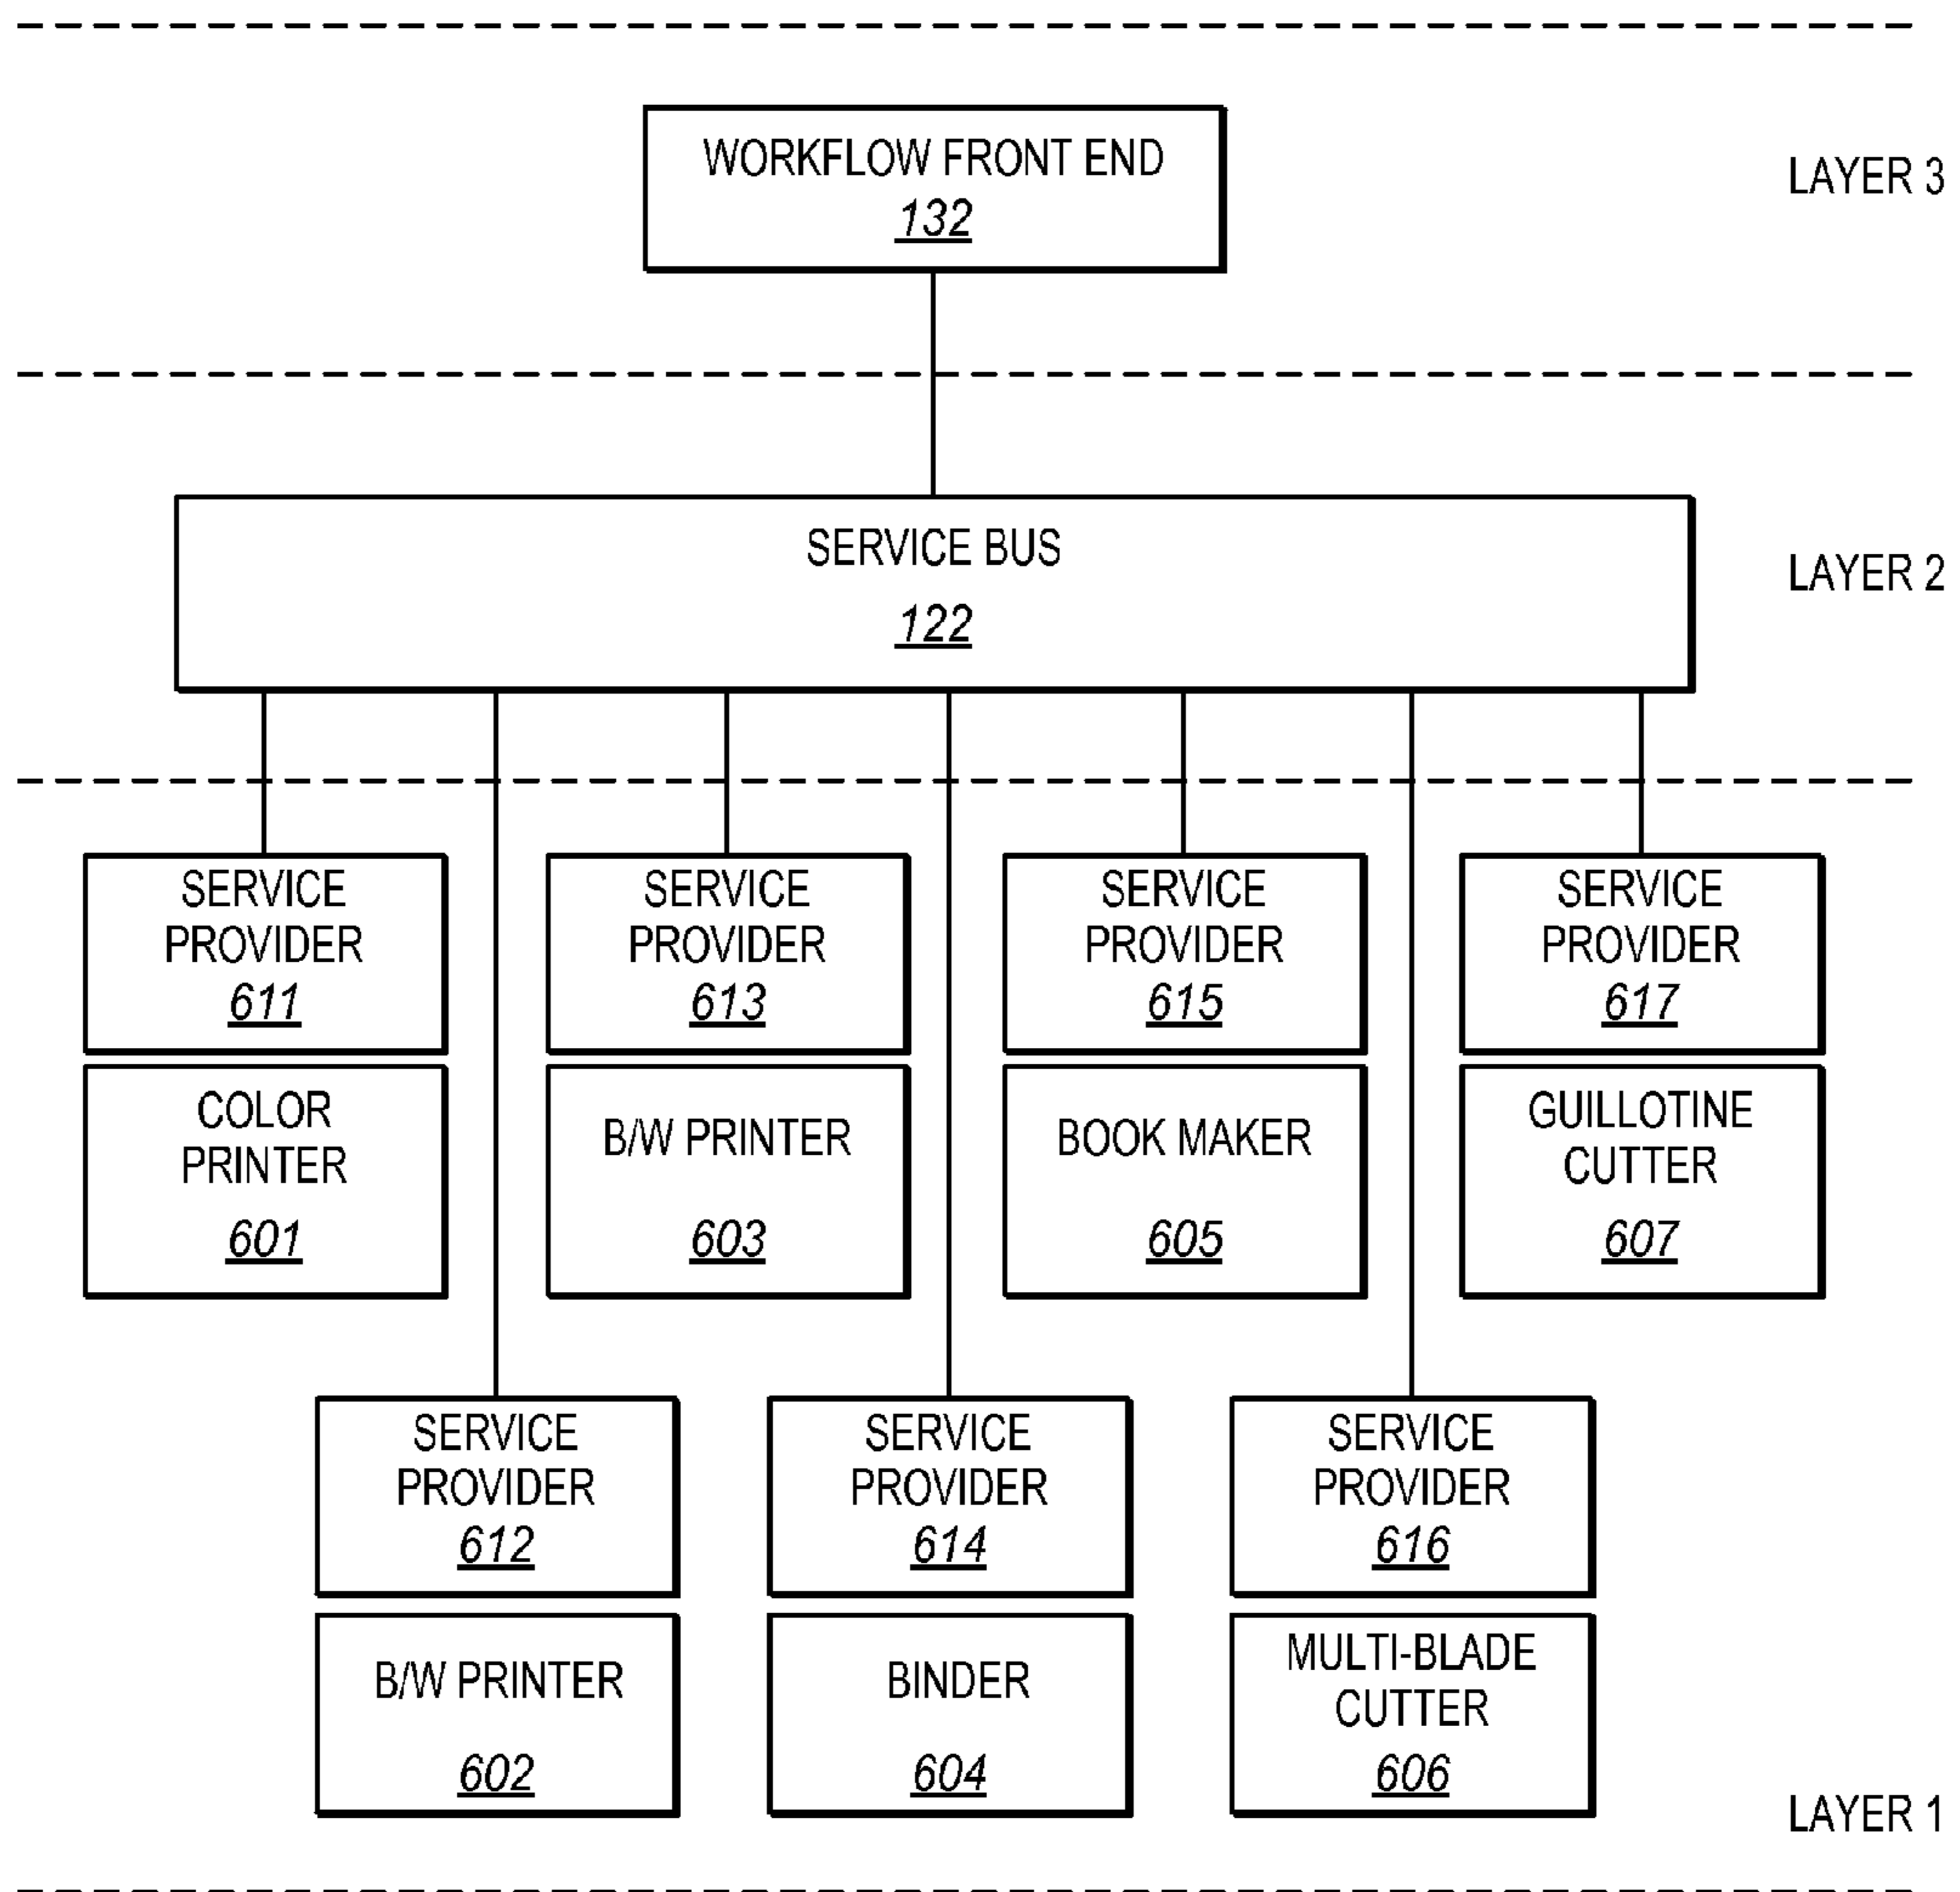 WORKFLOW FRONT END
132
LAYER 3
SERVICE BUS
122
LAYER 2
SERVICE
PROVIDER
611
COLOR
PRINTER
601
SERVICE
PROVIDER
613
B/W PRINTER
603
SERVICE
PROVIDER
615
BOOK MAKER
605
SERVICE
PROVIDER
617
GUILLOTINE
CUTTER
607
SERVICE
PROVIDER
612
B/W PRINTER
602
SERVICE
PROVIDER
614
BINDER
604
SERVICE
PROVIDER
616
MULTI-BLADE
CUTTER
606
LAYER 1